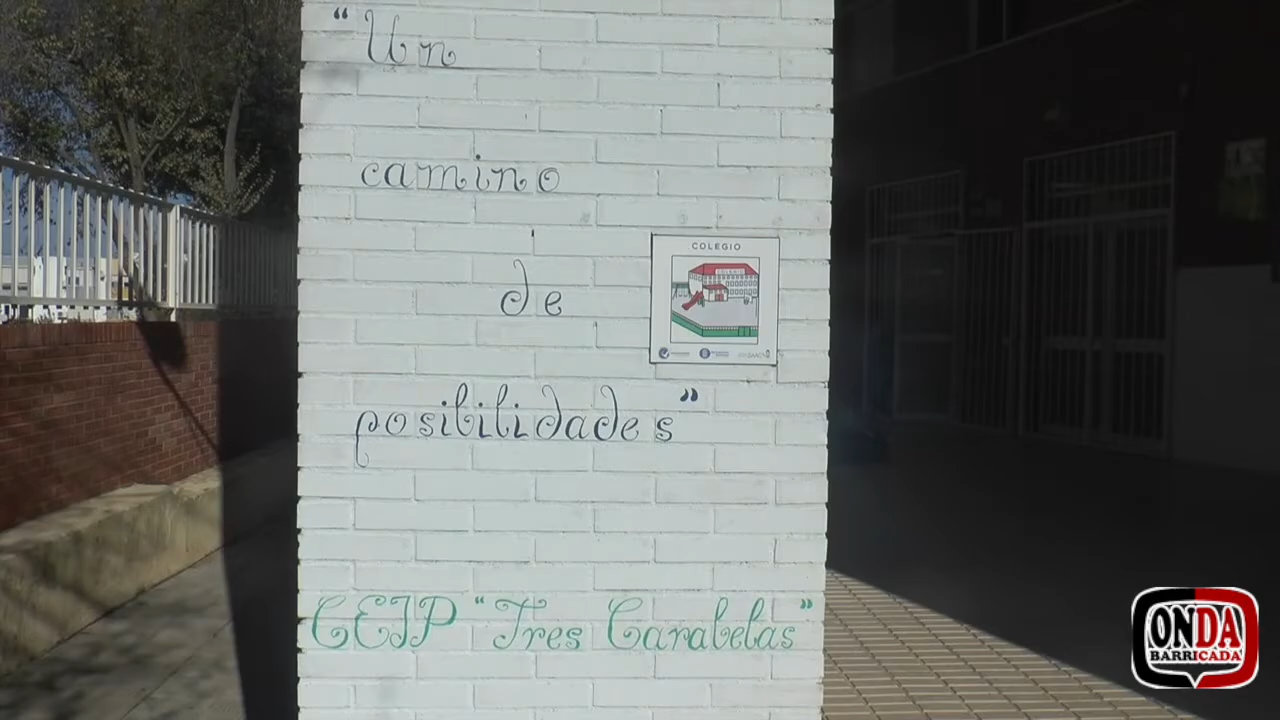 “Un
camino
de
COLEGIO
posibilidades”
CEIP “Tres Carabelas”
ONDA
BARRICADA